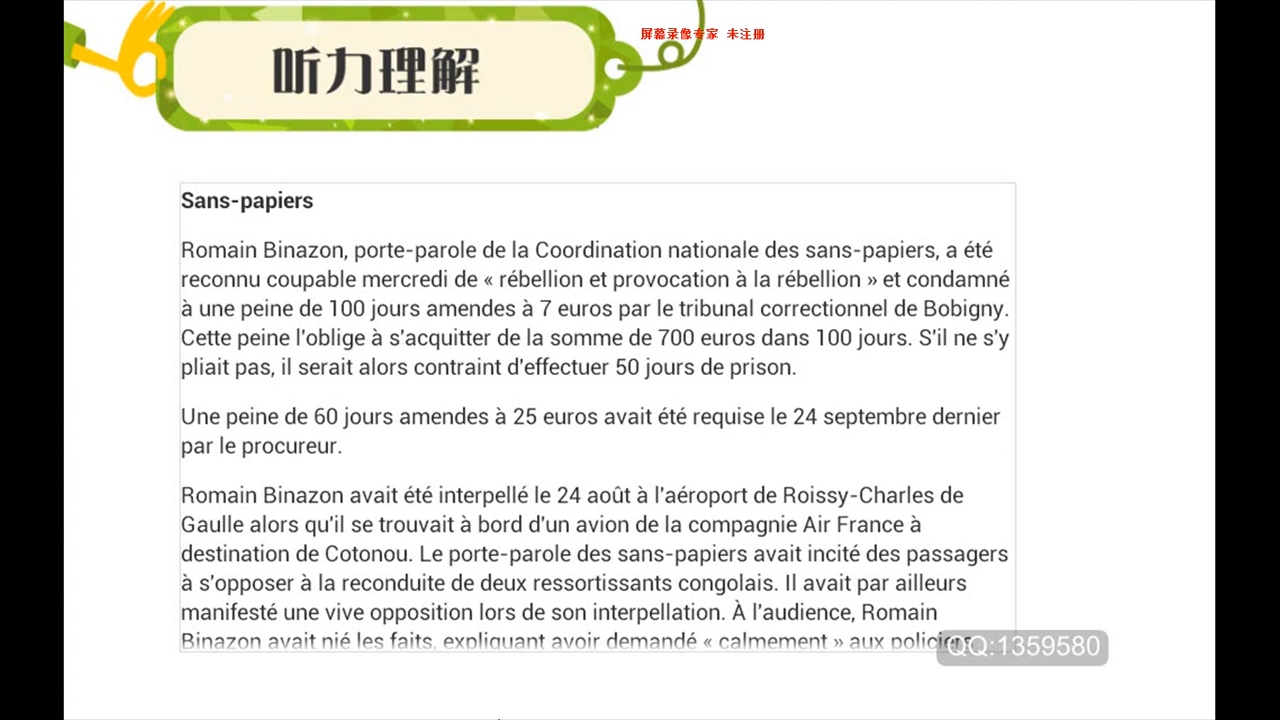 屏幕录像专家 未注册
听力理解
Sans-papiers
Romain Binazon, porte-parole de la Coordination nationale des sans-papiers, a été
reconnu coupable mercredi de « rébellion et provocation à la rébellion » et condamné
à une peine de 100 jours amendes à 7 euros par le tribunal correctionnel de Bobigny.
Cette peine l'oblige à s'acquitter de la somme de 700 euros dans 100 jours. S'il ne s'y
pliait pas, il serait alors contraint d'effectuer 50 jours de prison.
Une peine de 60 jours amendes à 25 euros avait été requise le 24 septembre dernier
par le procureur.
Romain Binazon avait été interpellé le 24 août à l'aéroport de Roissy-Charles de
Gaulle alors qu'il se trouvait à bord d'un avion de la compagnie Air France à
destination de Cotonou. Le porte-parole des sans-papiers avait incité des passagers
à s'opposer à la reconduite de deux ressortissants congolais. Il avait par ailleurs
manifesté une vive opposition lors de son interpellation. À l'audience, Romain
Binazon avait nié les faits, expliquant avoir demandé « calmement » aux policiers
QQ:1359580